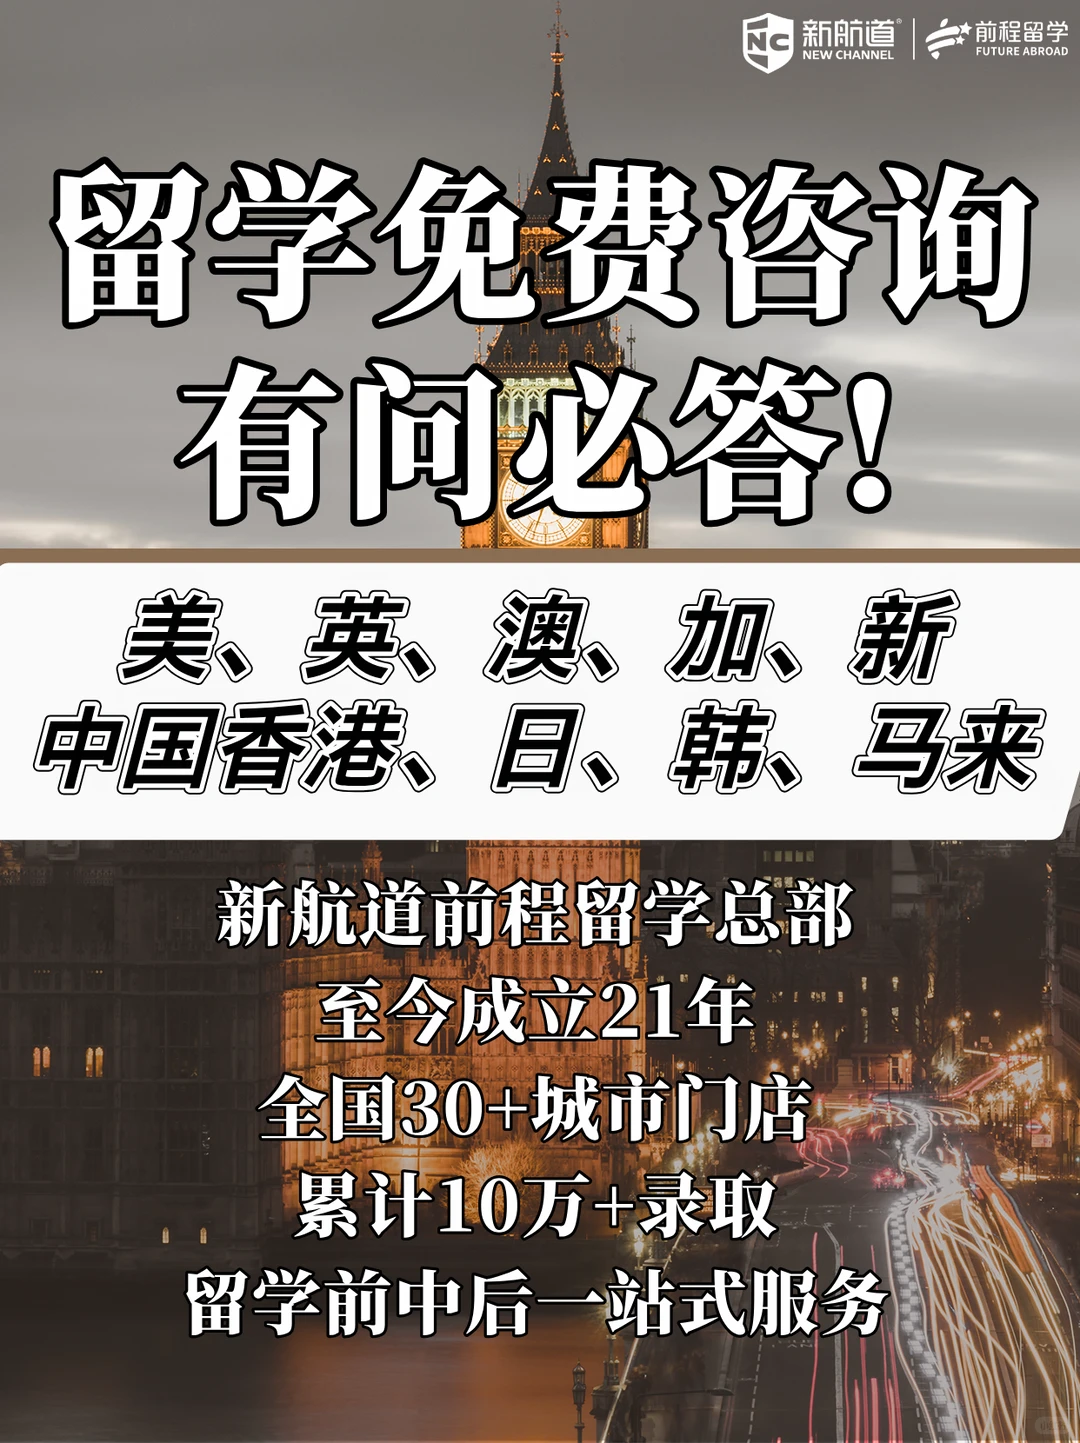 新航道®
NEW CHANNEL
前程留学
FUTURE ABROAD
留学免费咨询
有问必答!
美、英、澳、加、新
中国香港、日、韩、马来
新航道前程留学总部
至今成立21年
全国30+城市门店
累计10万+录取
留学前中后一站式服务